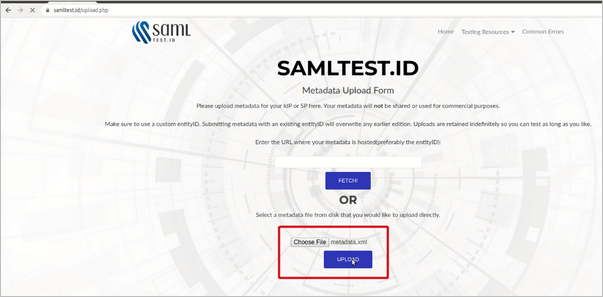 samltest.id/upload.php
saml
TEST.ID
Home Testing Resources Common Errors
SAMLTEST.ID
Metadata Upload Form
Please upload metadata for your IdP or SP here. Your metadata will not be shared or used for commercial purposes.
Make sure to use a custom entityID. Submitting metadata with an existing entityID will overwrite any earlier edition. Uploads are retained indefinitely so you can test as long as you like.
Enter the URL where your metadata is hosted(preferably the entityID):
FETCH!
OR
Select a metadata file from disk that you would like to upload directly.
Choose File metadata.xml
UPLOAD